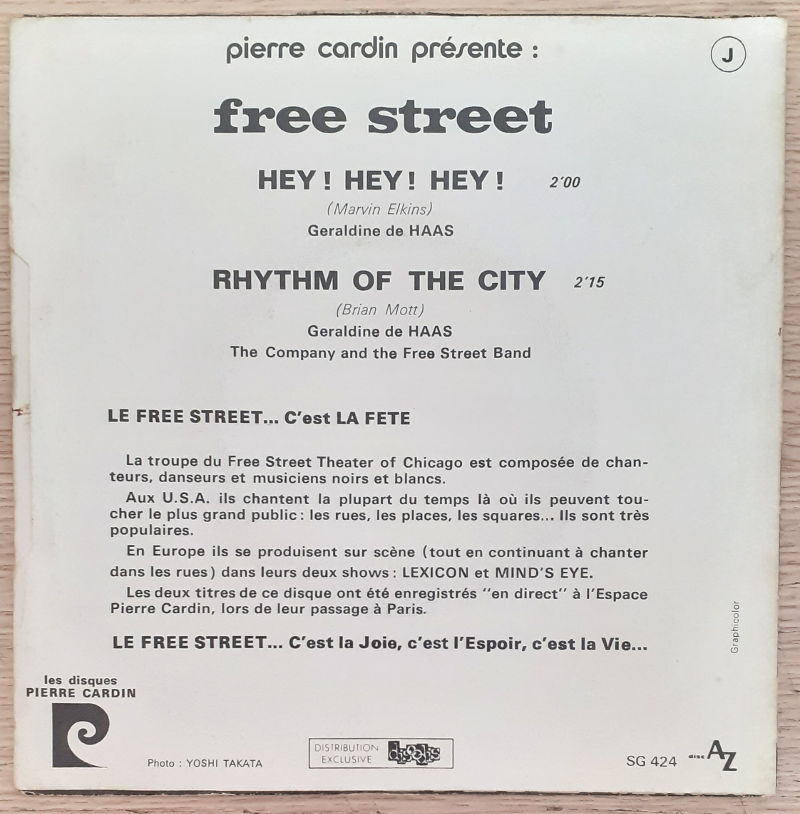 pierre cardin présente :
J
free street
HEY ! HEY ! HEY ! 2'00
(Marvin Elkins)
Geraldine de HAAS
RHYTHM OF THE CITY 2'15
(Brian Mott)
Geraldine de HAAS
The Company and the Free Street Band
LE FREE STREET... C'est LA FETE
La troupe du Free Street Theater of Chicago est composée de chan-
teurs, danseurs et musiciens noirs et blancs.
Aux U.S.A. ils chantent la plupart du temps là où ils peuvent tou-
cher le plus grand public : les rues, les places, les squares... Ils sont très
populaires.
En Europe ils se produisent sur scène (tout en continuant à chanter
dans les rues) dans leurs deux shows : LEXICON et MIND'S EYE.
Les deux titres de ce disque ont été enregistrés "en direct" à l'Espace
Pierre Cardin, lors de leur passage à Paris.
LE FREE STREET... C'est la Joie, c'est l'Espoir, c'est la Vie...
Graphicolor
les disques
PIERRE CARDIN
Photo : YOSHI TAKATA
DISTRIBUTION
EXCLUSIVE
discodis
SG 424
disc AZ